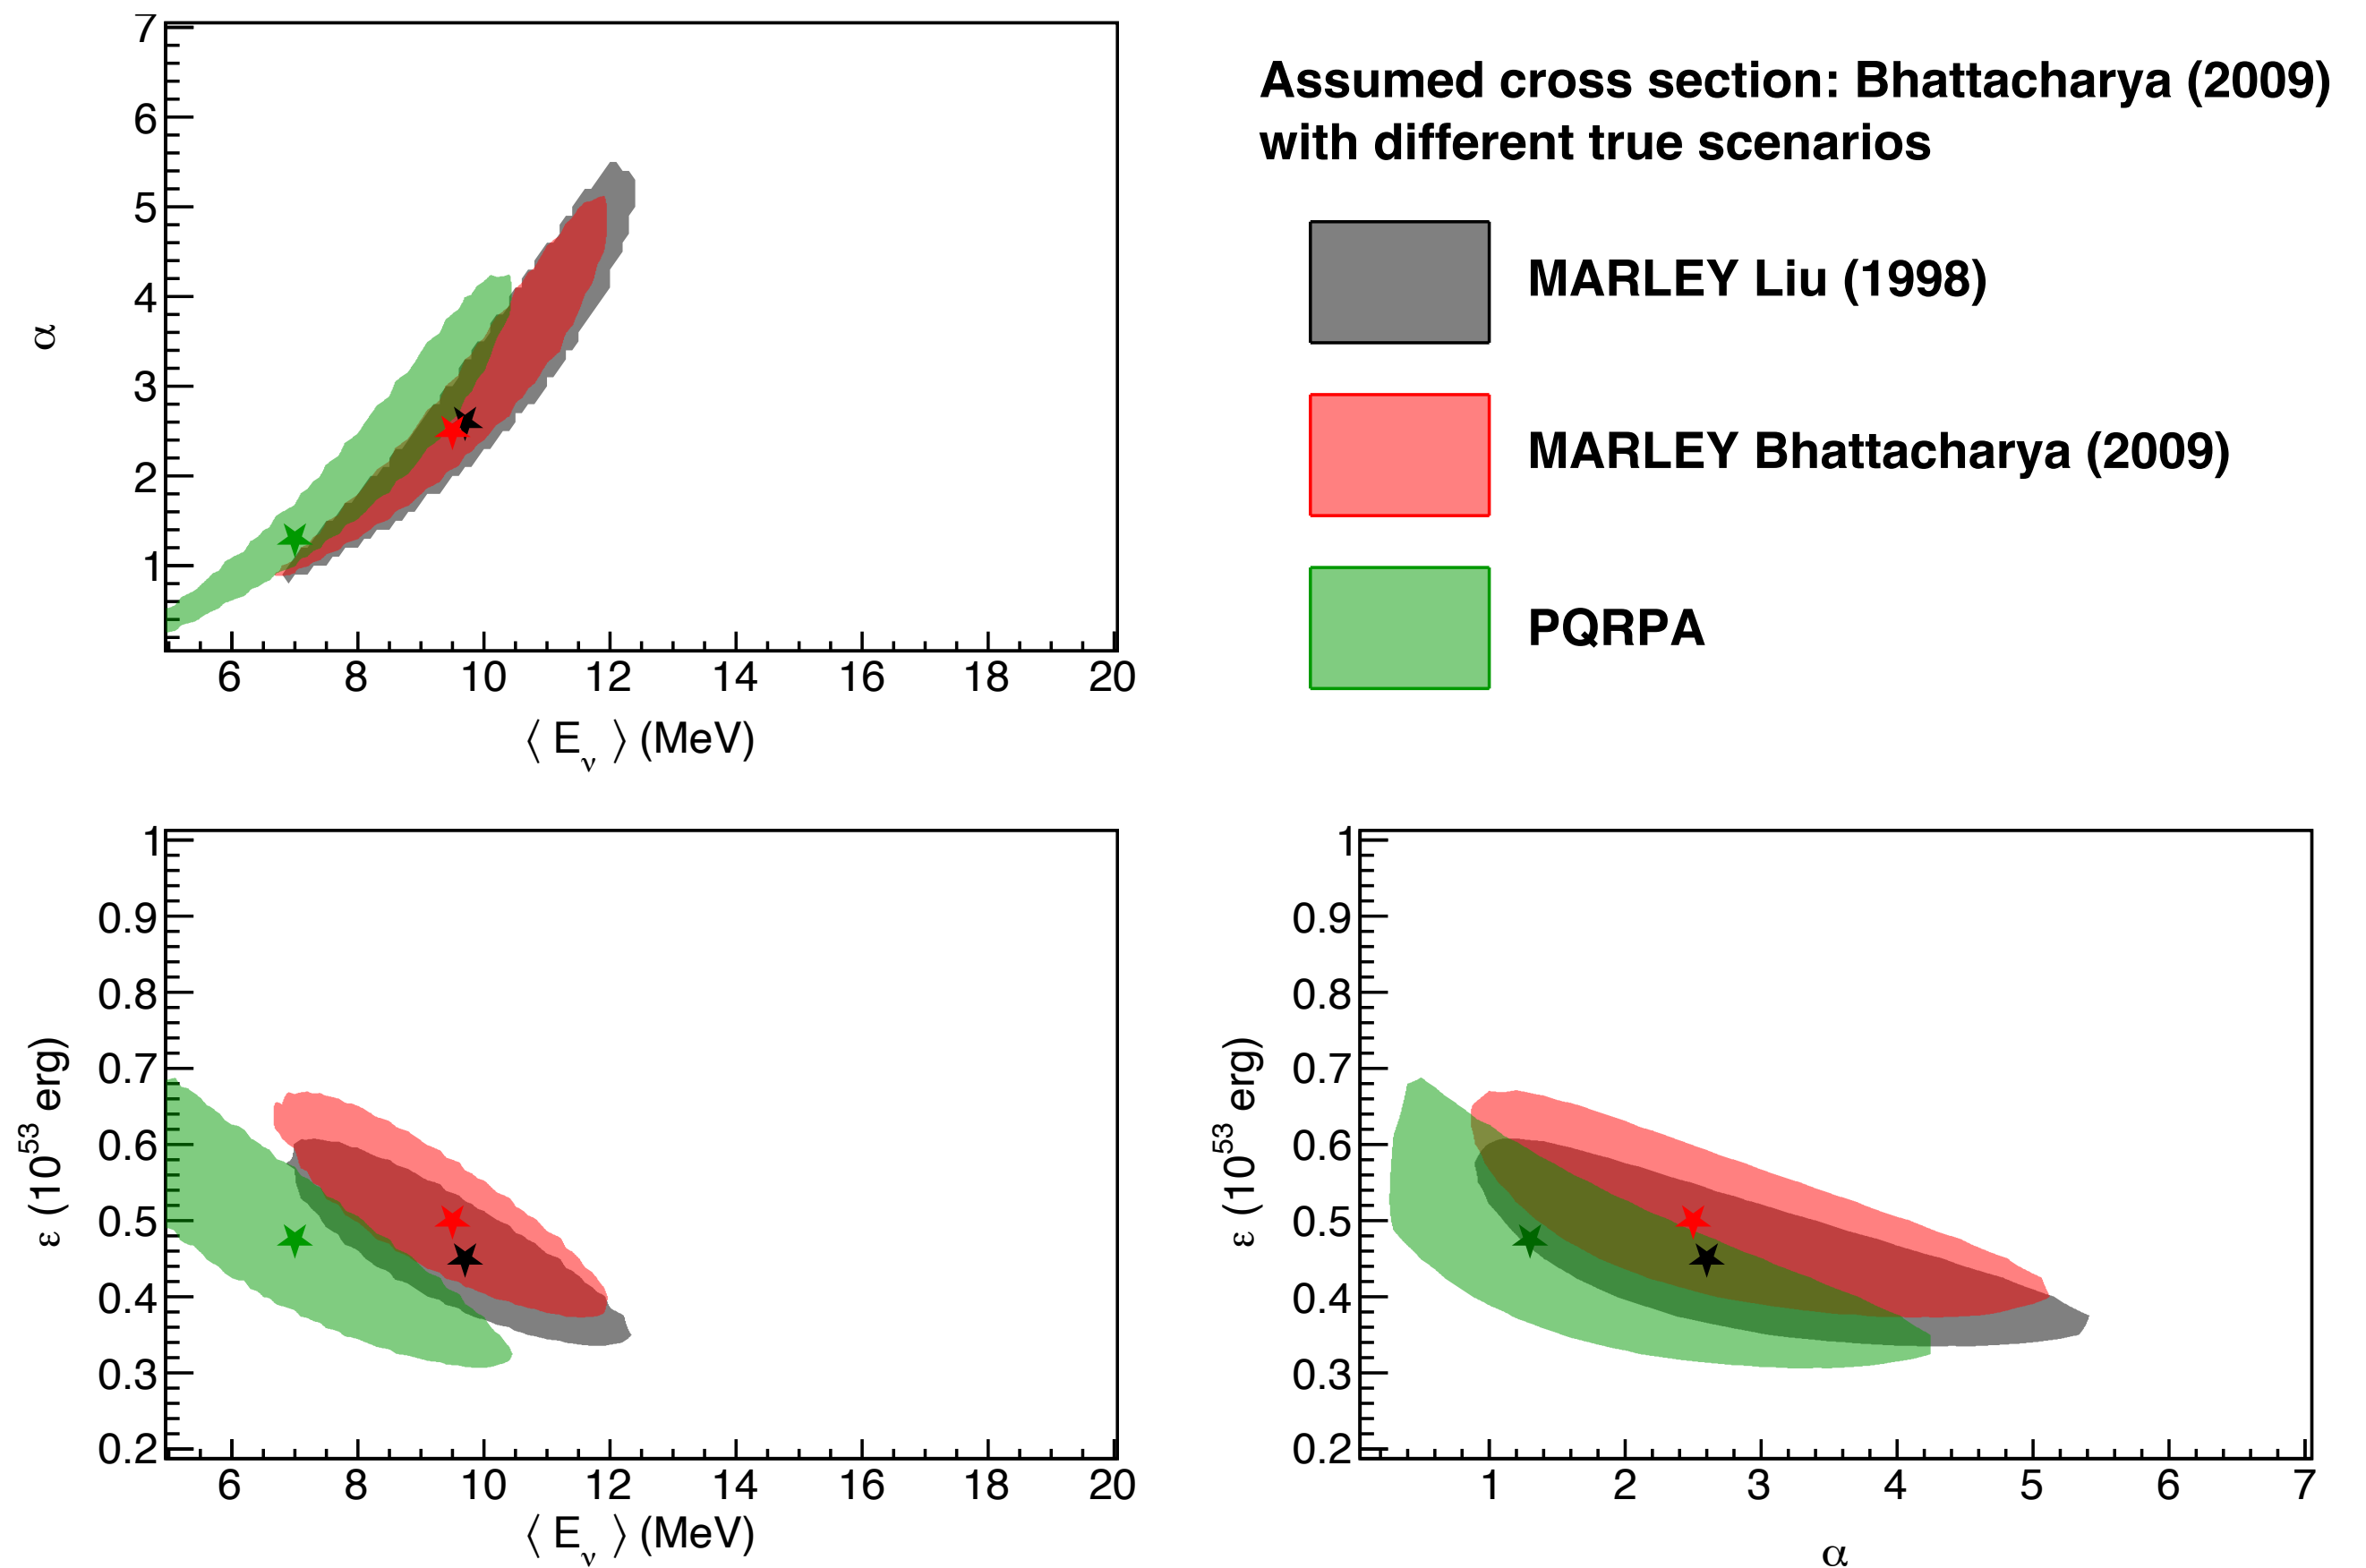 7
6
5
4
3
2
1
α
6 8 10 12 14 16 18 20
⟨ Eν ⟩ (MeV)
Assumed cross section: Bhattacharya (2009)
with different true scenarios
MARLEY Liu (1998)
MARLEY Bhattacharya (2009)
PQRPA
1
0.9
0.8
0.7
0.6
0.5
0.4
0.3
0.2
ε (10^53 erg)
6 8 10 12 14 16 18 20
⟨ Eν ⟩ (MeV)
1
0.9
0.8
0.7
0.6
0.5
0.4
0.3
0.2
ε (10^53 erg)
1 2 3 4 5 6 7
α